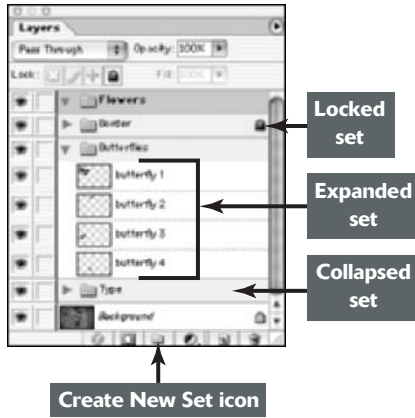 Layers
Pass Through
Opacity: 100%
Lock:
Fill: 100%
Flowers
Border
Butterflies
butterfly 1
butterfly 2
butterfly 3
butterfly 4
Type
Background
Locked
set
Expanded
set
Collapsed
set
Create New Set icon